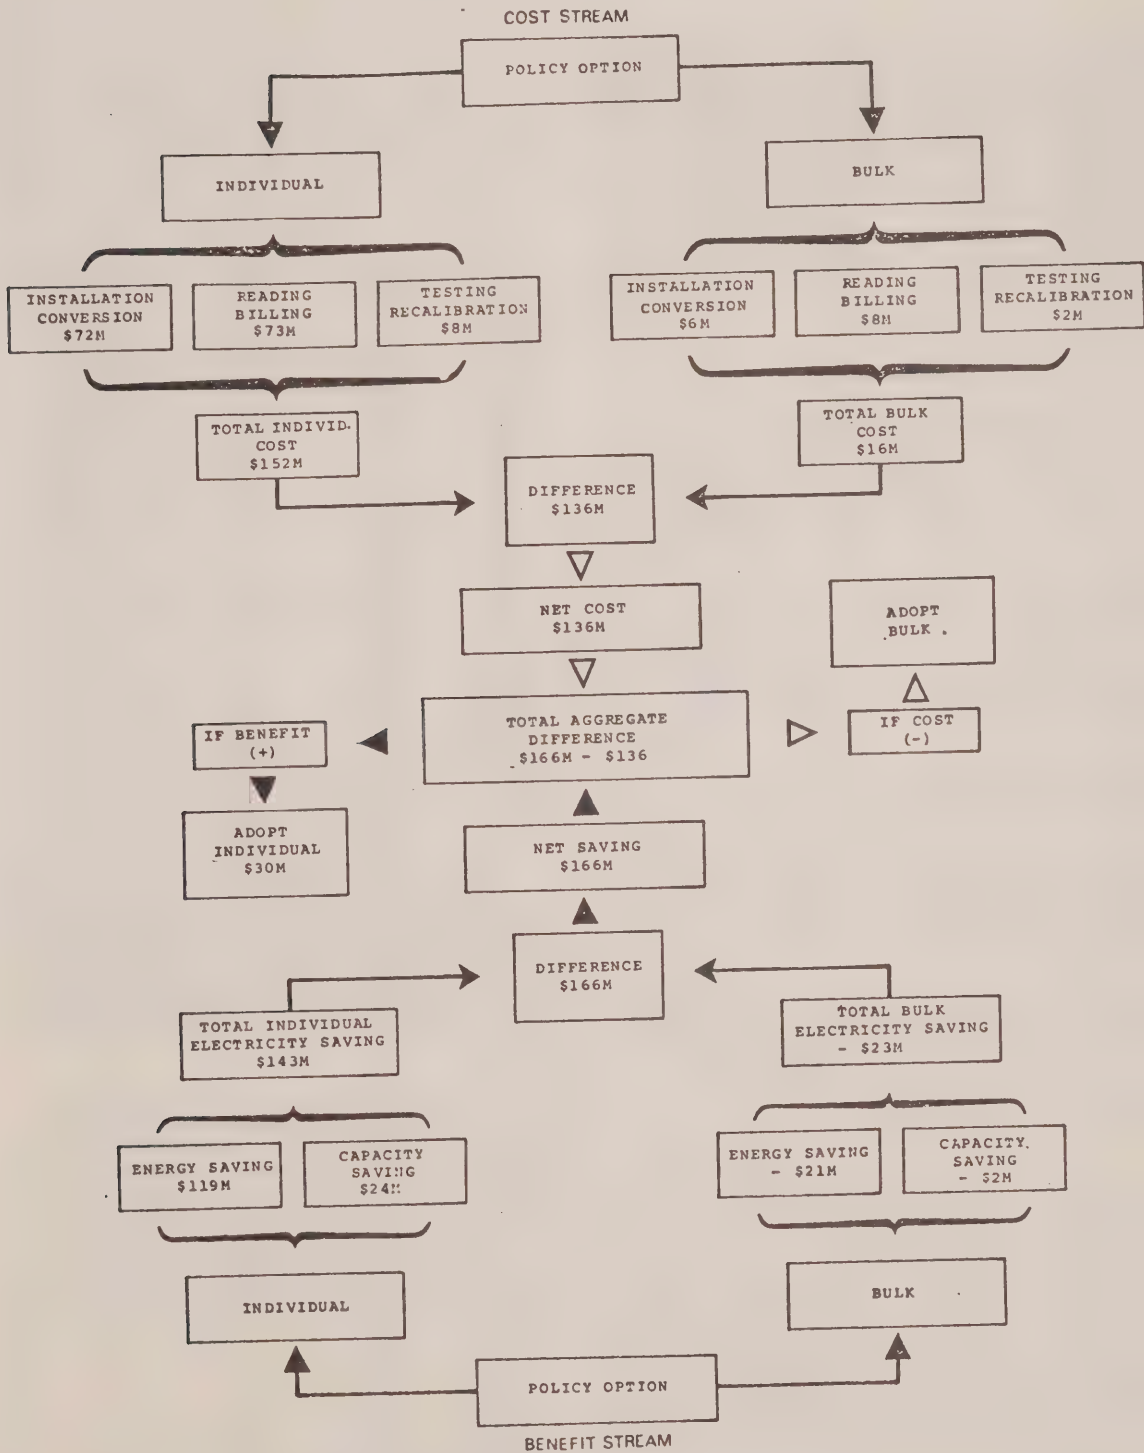 COST STREAM
POLICY OPTION
INDIVIDUAL
BULK
INSTALLATION
CONVERSION
$72M
READING
BILLING
$73M
TESTING
RECALIBRATION
$8M
INSTALLATION
CONVERSION
$6M
READING
BILLING
$8M
TESTING
RECALIBRATION
$2M
TOTAL INDIVID.
COST
$152M
TOTAL BULK
COST
$16M
DIFFERENCE
$136M
NET COST
$136M
ADOPT
BULK
TOTAL AGGREGATE
DIFFERENCE
$166M - $136
IF BENEFIT
(+)
IF COST
(-)
ADOPT
INDIVIDUAL
$30M
NET SAVING
$166M
DIFFERENCE
$166M
TOTAL INDIVIDUAL
ELECTRICITY SAVING
$143M
TOTAL BULK
ELECTRICITY SAVING
- $23M
ENERGY SAVING
$119M
CAPACITY
SAVING
$24M
ENERGY SAVING
- $21M
CAPACITY
SAVING
- $2M
INDIVIDUAL
BULK
POLICY OPTION
BENEFIT STREAM